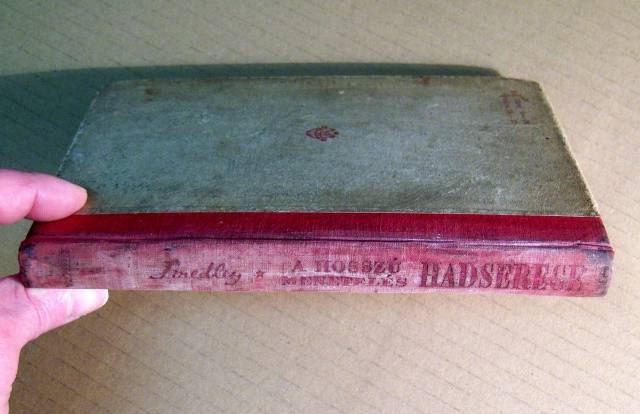 Smedley
A HOSSZÚ
MENETELÉS
HADSEREGE